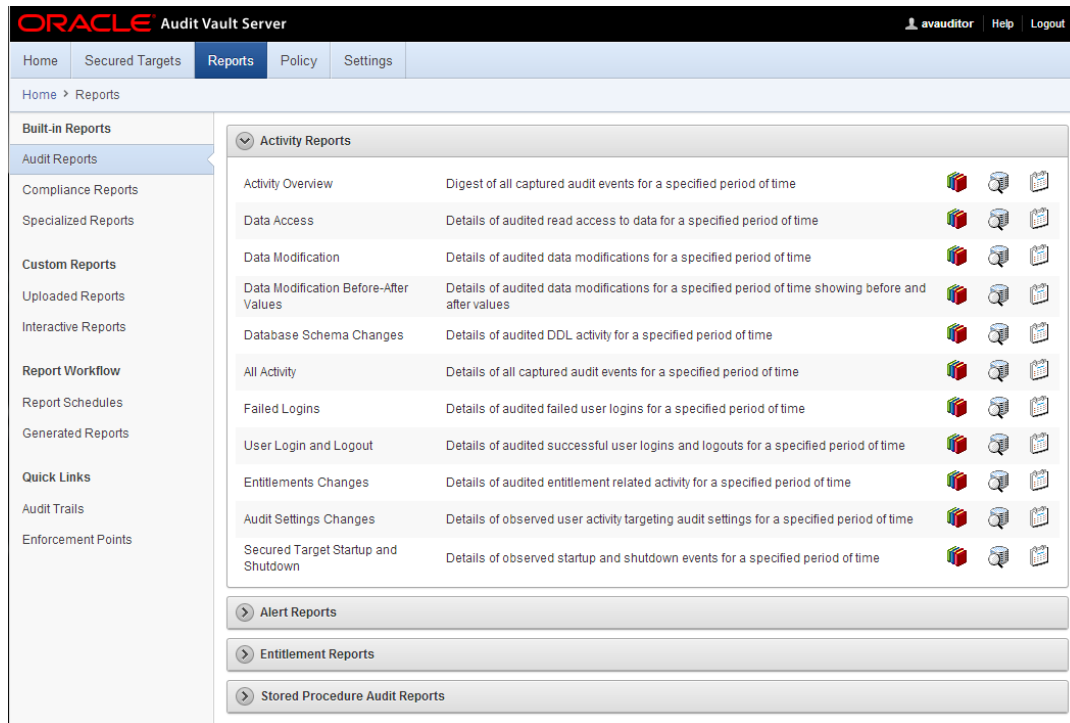 ORACLE Audit Vault Server
avauditor Help Logout
Home Secured Targets Reports Policy Settings
Home > Reports
Built-in Reports
Audit Reports
Compliance Reports
Specialized Reports
Custom Reports
Uploaded Reports
Interactive Reports
Report Workflow
Report Schedules
Generated Reports
Quick Links
Audit Trails
Enforcement Points
Activity Reports
Activity Overview Digest of all captured audit events for a specified period of time
Data Access Details of audited read access to data for a specified period of time
Data Modification Details of audited data modifications for a specified period of time
Data Modification Before-After
Values
Details of audited data modifications for a specified period of time showing before and
after values
Database Schema Changes Details of audited DDL activity for a specified period of time
All Activity Details of all captured audit events for a specified period of time
Failed Logins Details of audited failed user logins for a specified period of time
User Login and Logout Details of audited successful user logins and logouts for a specified period of time
Entitlements Changes Details of audited entitlement related activity for a specified period of time
Audit Settings Changes Details of observed user activity targeting audit settings for a specified period of time
Secured Target Startup and
Shutdown
Details of observed startup and shutdown events for a specified period of time
Alert Reports
Entitlement Reports
Stored Procedure Audit Reports